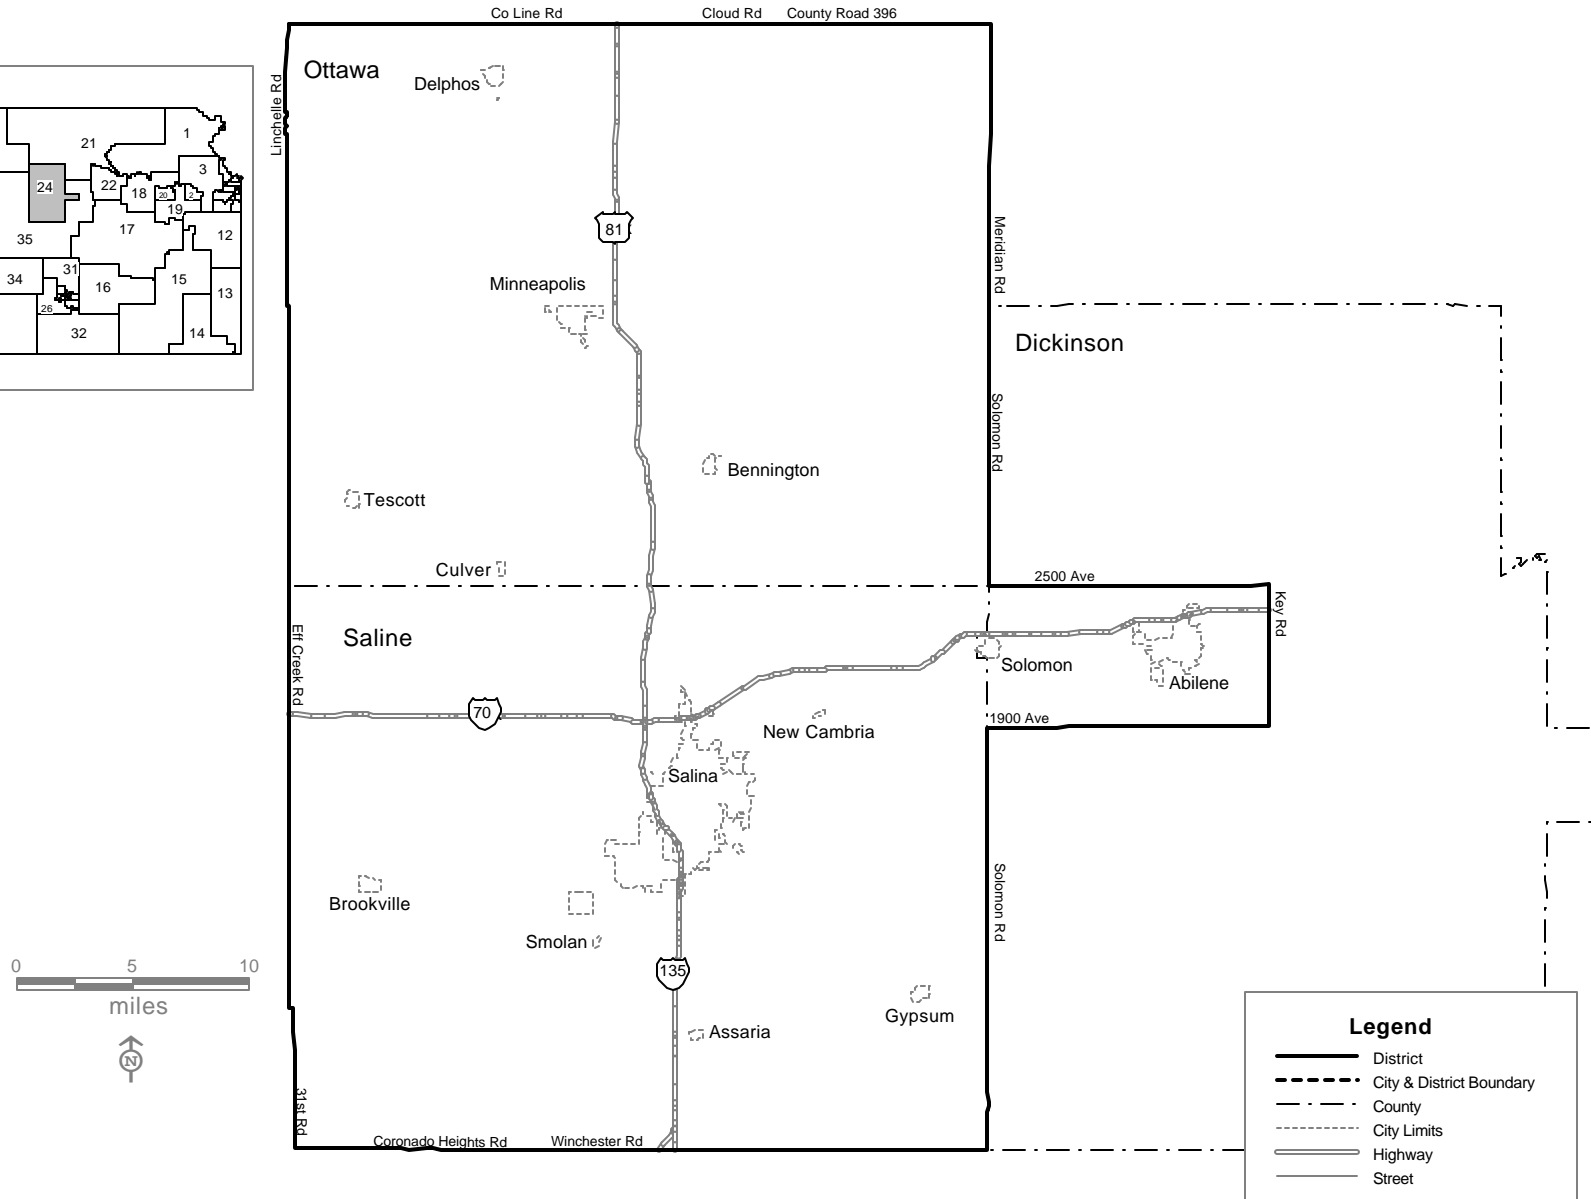 Co Line Rd
Cloud Rd
County Road 396
Ottawa
Delphos
Linchelle Rd
1
21
3
24
22
18
20
2
19
17
12
35
31
34
16
15
13
26
32
14
81
Meridian Rd
Minneapolis
Dickinson
Solomon Rd
Bennington
Tescott
Culver
2500 Ave
Key Rd
Eff Creek Rd
Saline
Solomon
Abilene
70
1900 Ave
New Cambria
Salina
Solomon Rd
Brookville
Smolan
0 5 10
miles
N
135
Gypsum
Assaria
31st Rd
Coronado Heights Rd
Winchester Rd
Legend
District
City & District Boundary
County
City Limits
Highway
Street